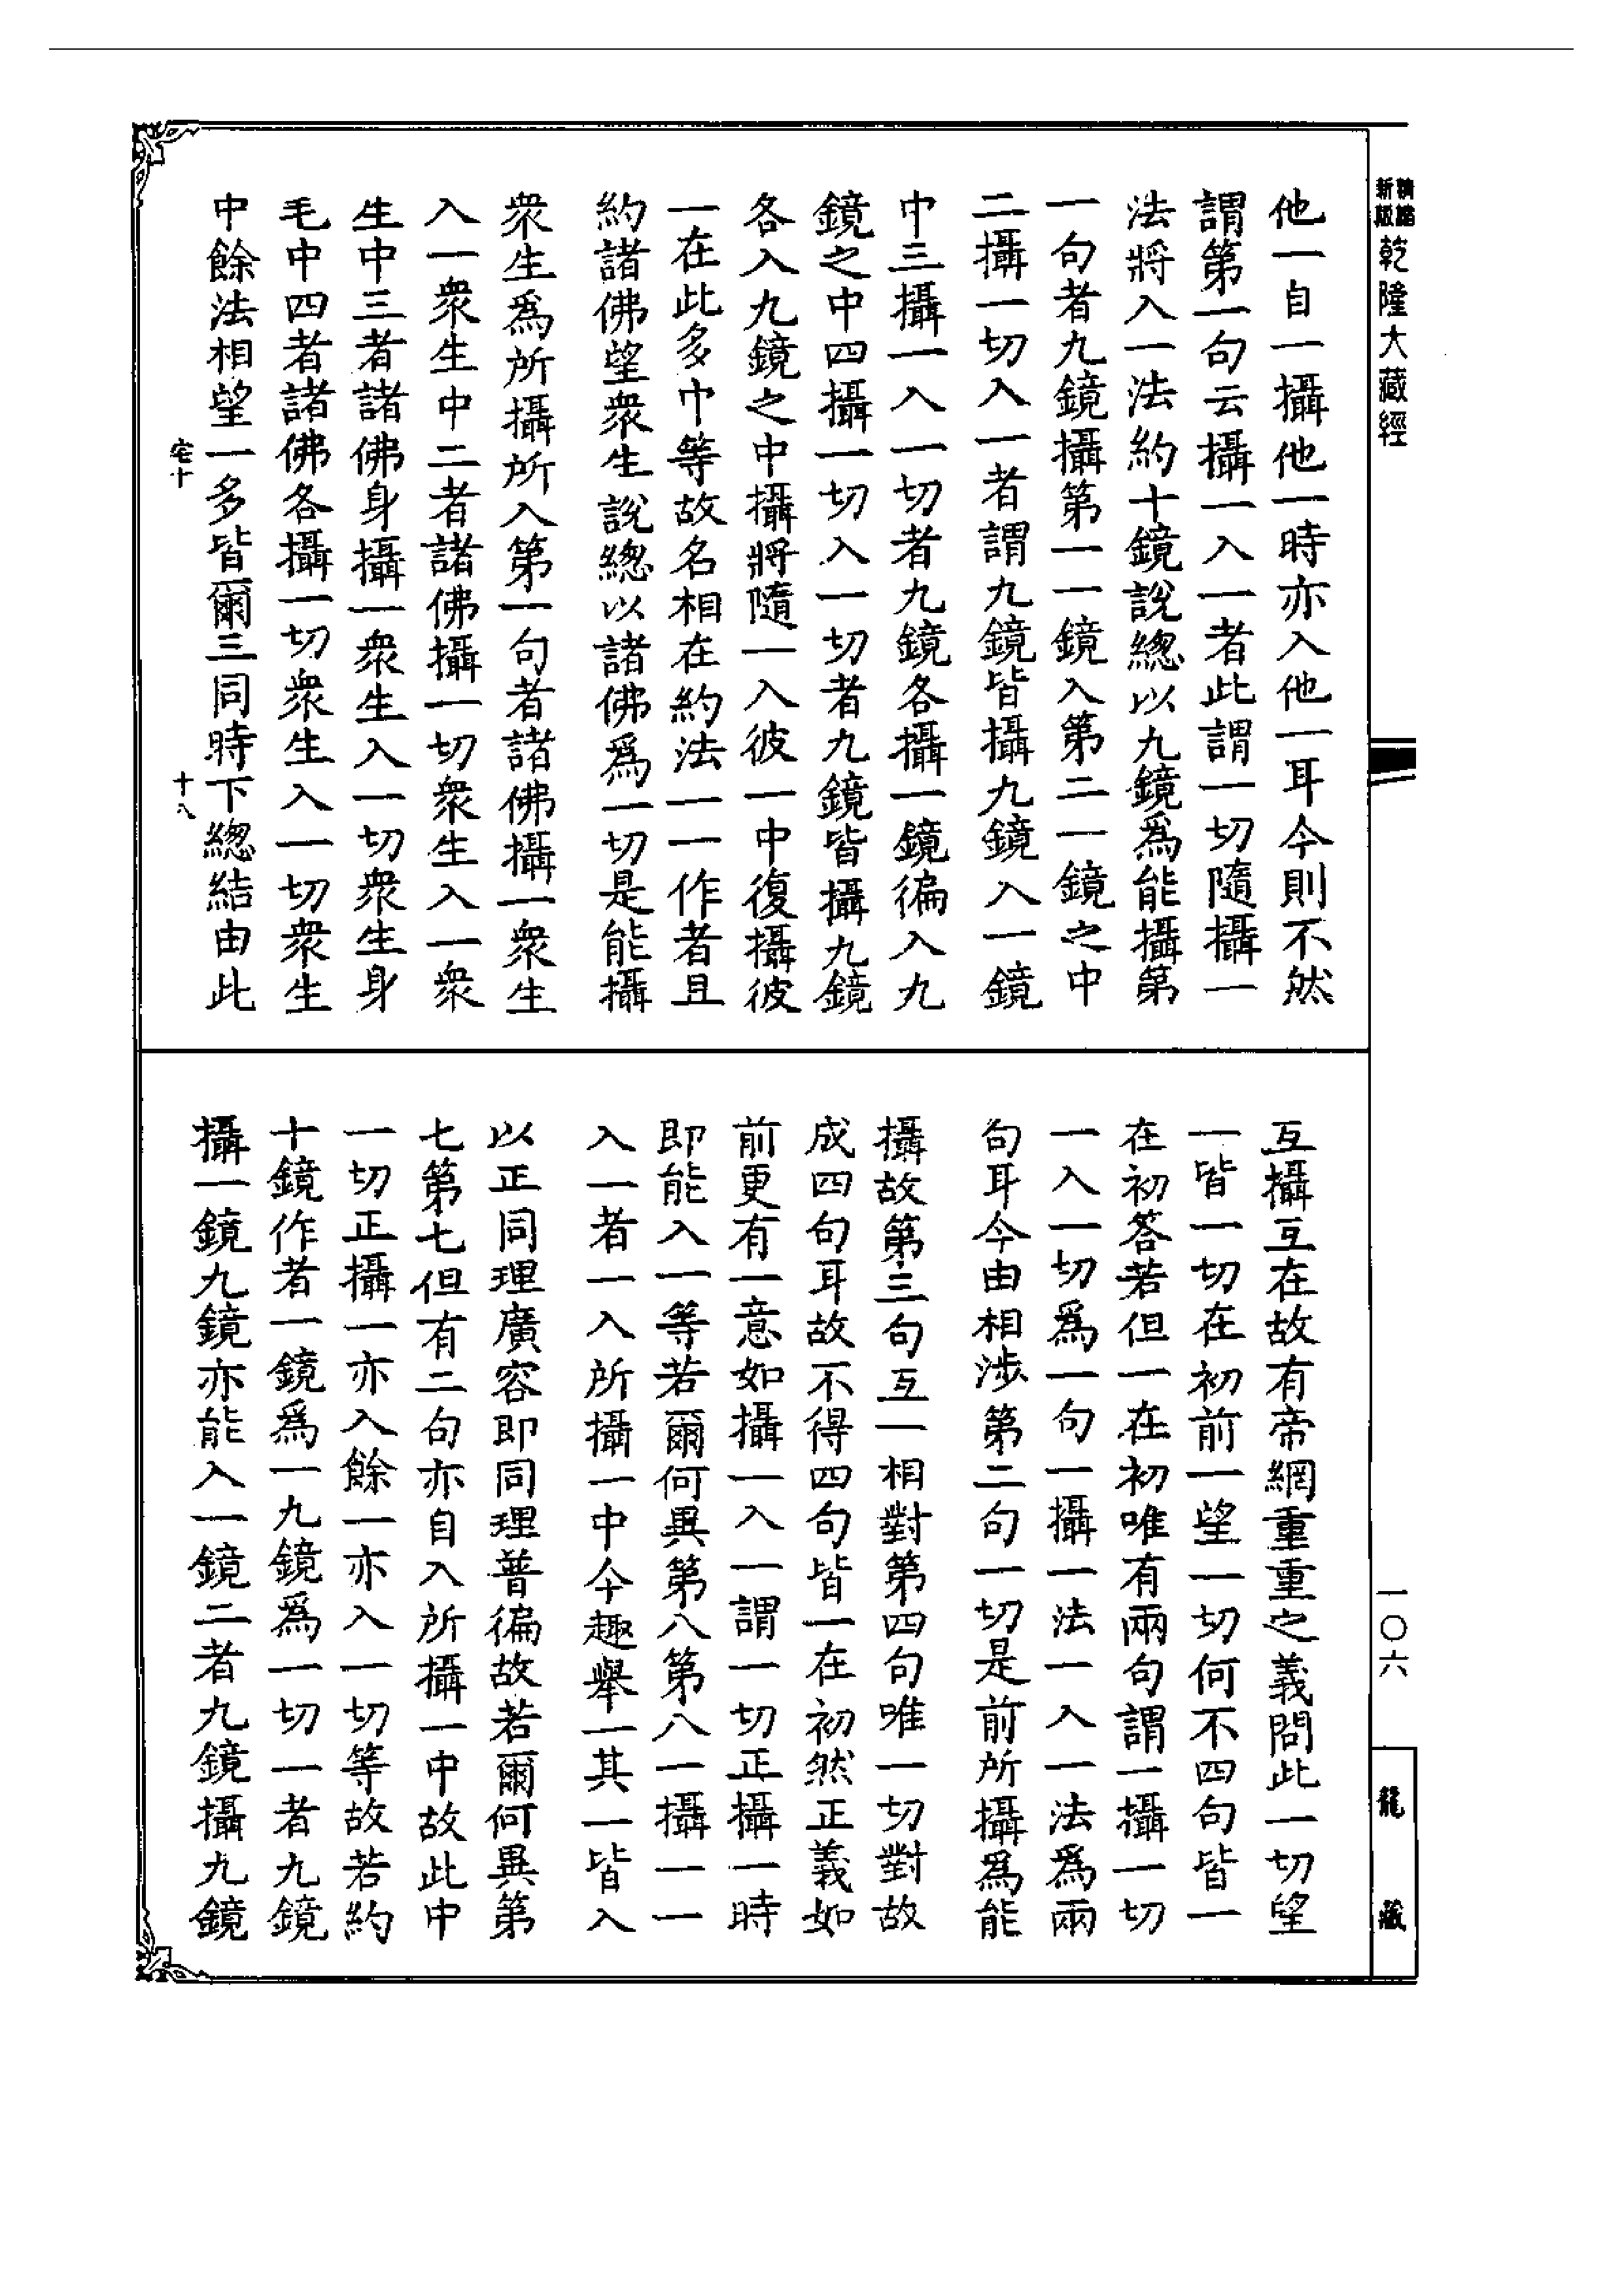 乾隆大藏經
他一自一攝他一時亦入他一耳今則不然
謂第一句云攝一入一者此謂一切隨攝一
法將入一法約十鏡說總以九鏡爲能攝第
一句者九鏡攝第一一鏡入第二一鏡之中
二攝一切入一者謂九鏡皆攝九鏡入一鏡
中三攝一入一切者九鏡各攝一鏡徧入九
鏡之中四攝一切入一切者九鏡皆攝九鏡
各入九鏡之中攝將隨一入彼一中復攝彼
一在此多中等故名相在約法一一作者且
約諸佛望衆生說總以諸佛爲一切是能攝
衆生爲所攝所入第一句者諸佛攝一衆生
入一衆生中二者諸佛攝一切衆生入一衆
生中三者諸佛身攝一衆生入一切衆生身
毛中四者諸佛各攝一切衆生入一切衆生
中餘法相望一多皆爾三同時下總結由此
宅十
十八
互攝互在故有帝網重重之義問此一切望
一皆一切在初前一望一切何不四句皆一
在初答若但一在初唯有兩句謂一攝一切
一入一切爲一句一攝一法一入一法爲兩
句耳今由相涉第二句一切是前所攝爲能
攝故第三句互一相對第四句唯一切對故
成四句耳故不得四句皆一在初然正義如
前更有一意如攝一入一謂一切正攝一時
即能入一等若爾何異第八第八一攝一一
入一者一入所攝一中今趣舉一其一皆入
以正同理廣容即同理普徧故若爾何異第
七第七但有二句亦自入所攝一中故此中
一切正攝一亦入餘一亦入一切等故若約
十鏡作者一鏡爲一九鏡爲一切一者九鏡
攝一鏡九鏡亦能入一鏡二者九鏡攝九鏡
一〇六
龍藏